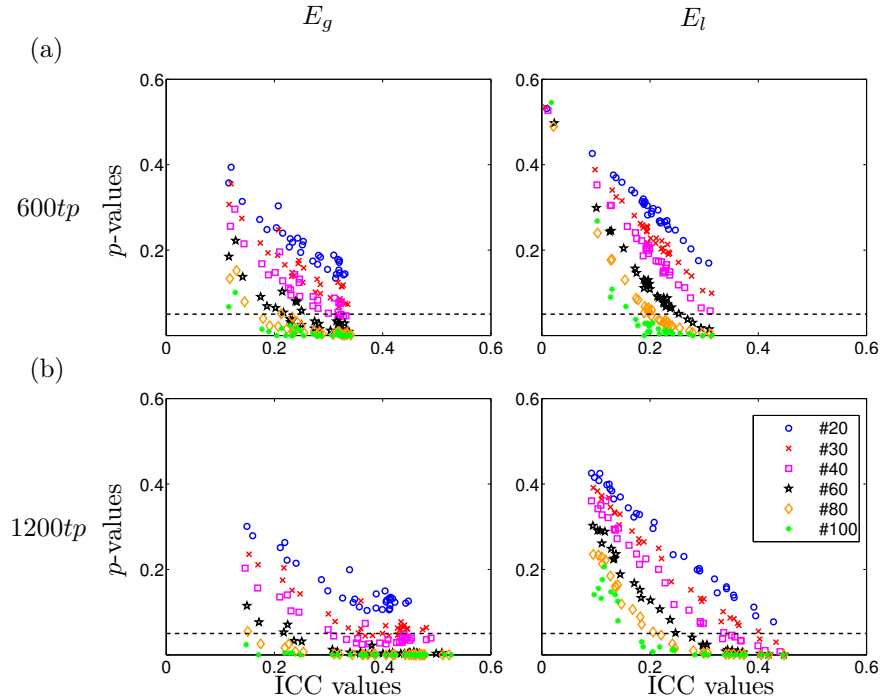 E_g E_l
(a)
0.6 0.6
0.4 0.4
600tp p-values
0.2 0.2
0 0.2 0.4 0.6 0 0.2 0.4 0.6
(b)
0.6 0.6
#20
#30
0.4 0.4
#40
#60
1200tp p-values
#80
#100
0.2 0.2
0 0.2 0.4 0.6 0 0.2 0.4 0.6
ICC values ICC values